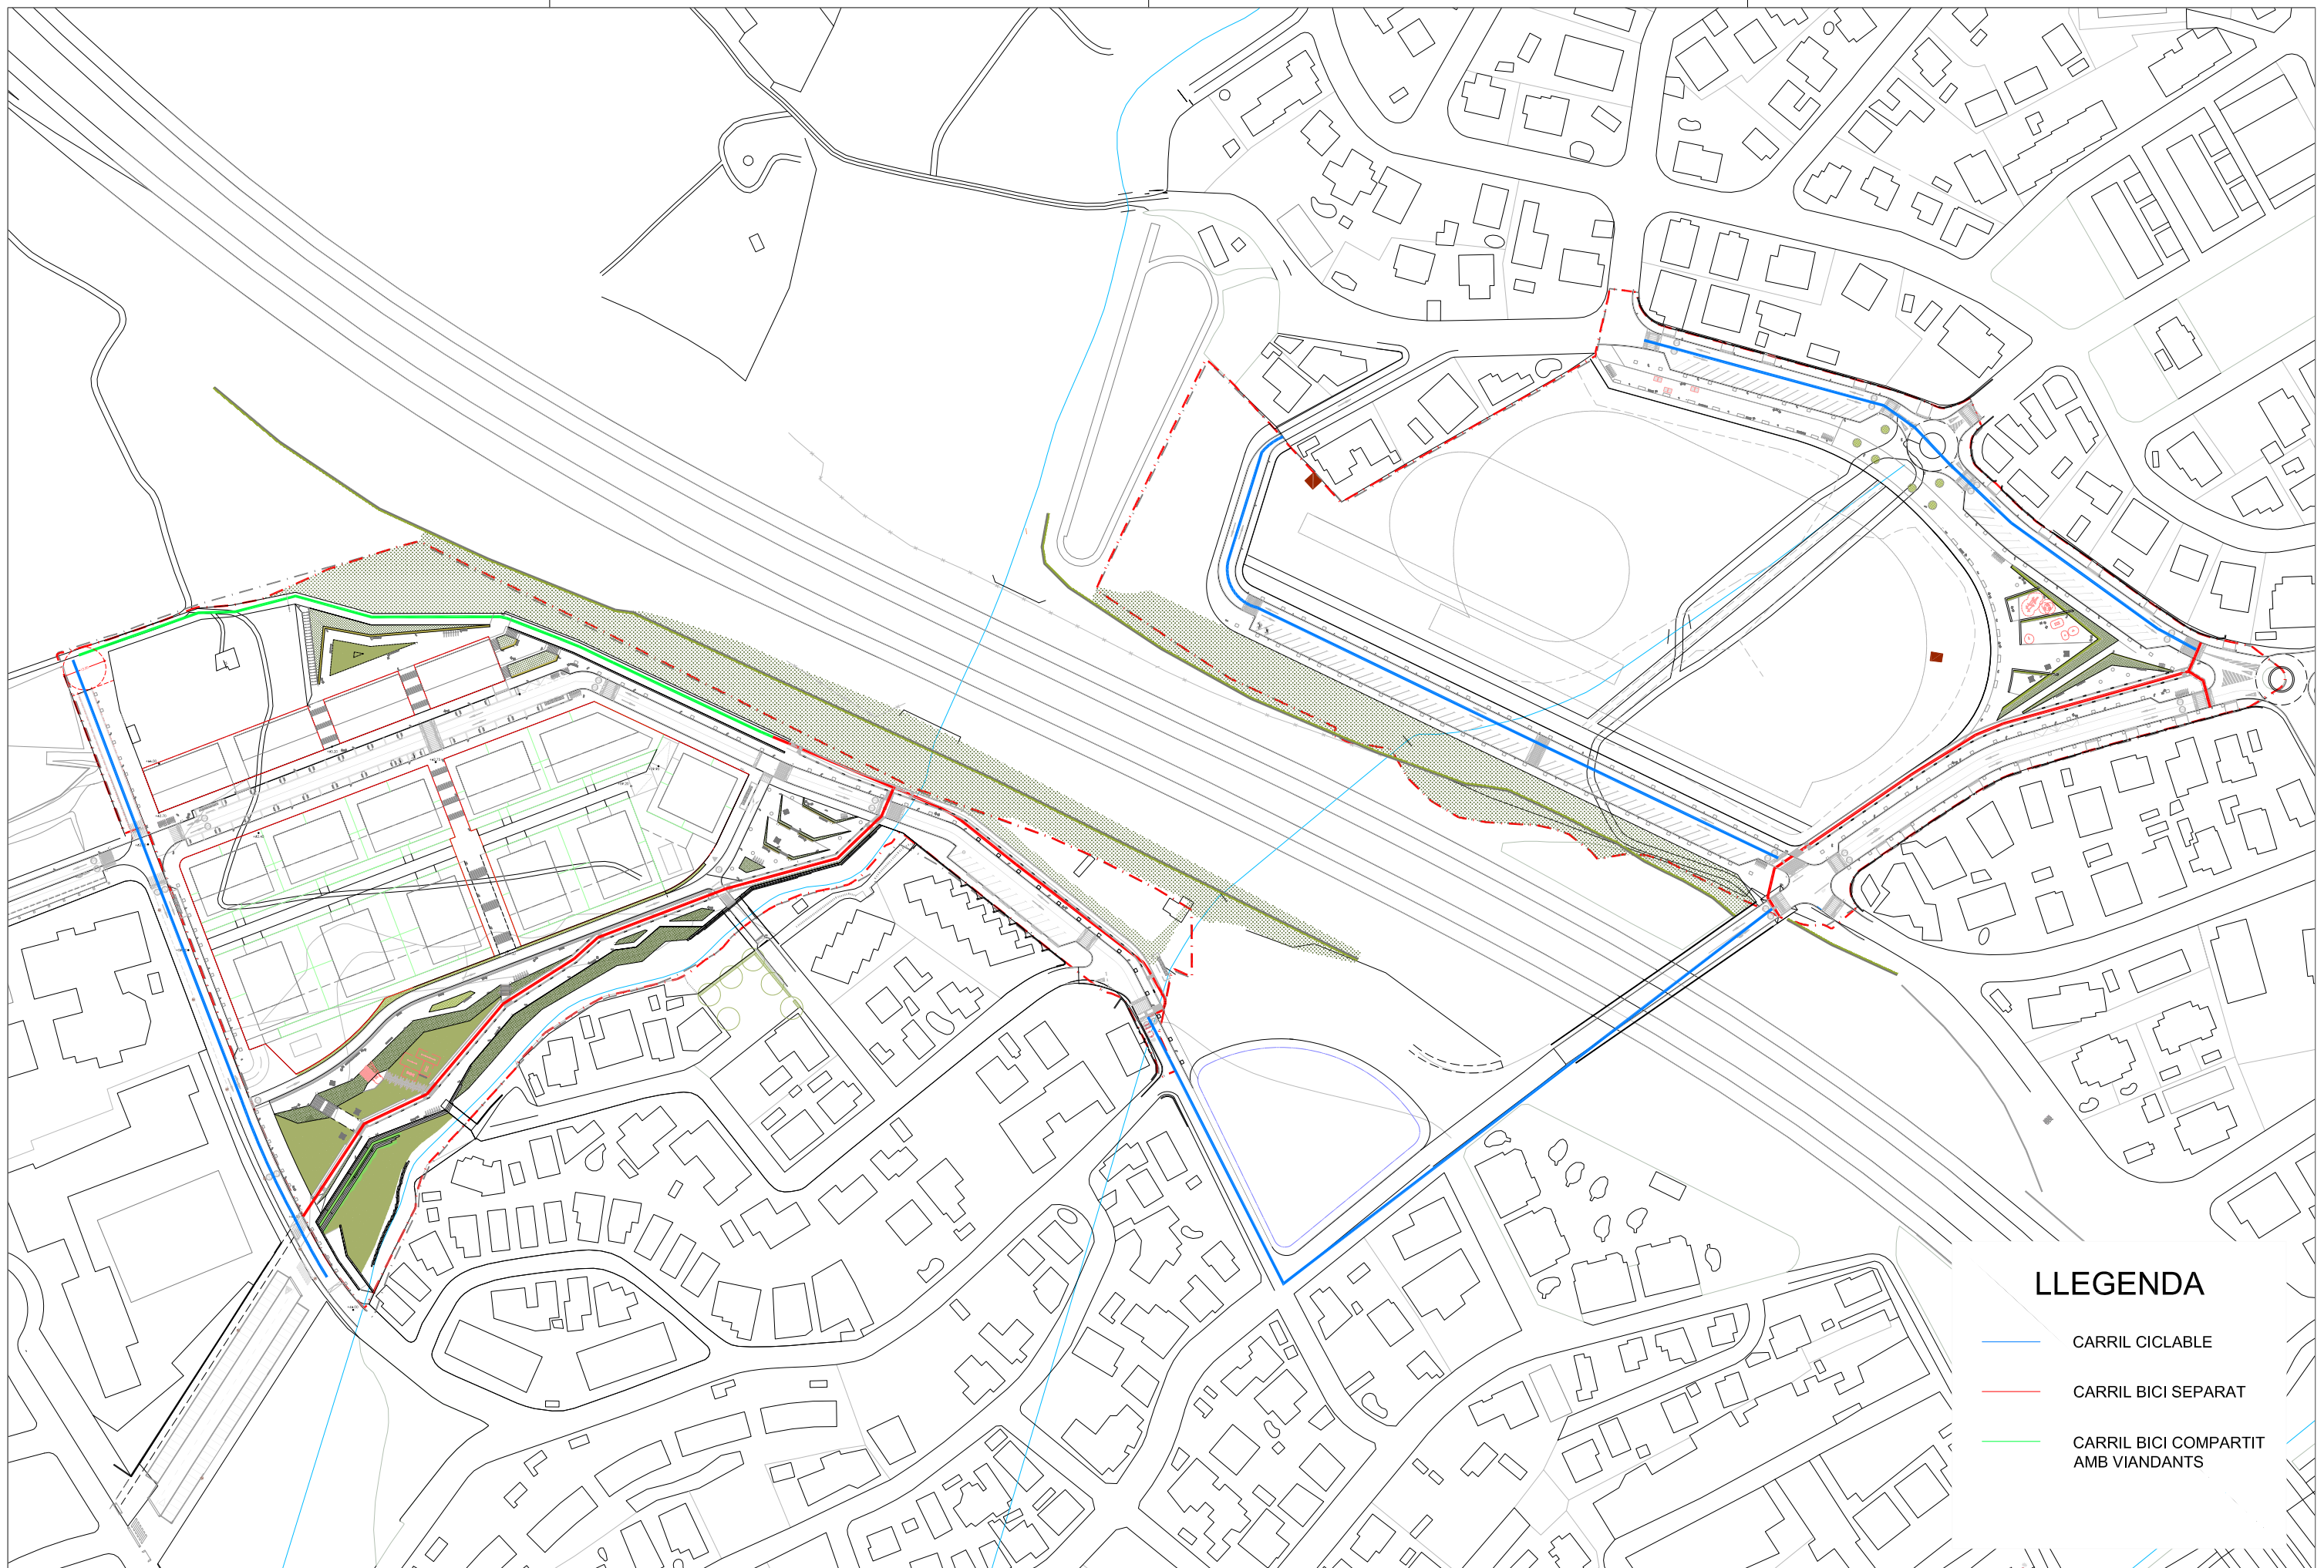 LLEGENDA
CARRIL CICLABLE
CARRIL BICI SEPARAT
CARRIL BICI COMPARTIT
AMB VIANDANTS